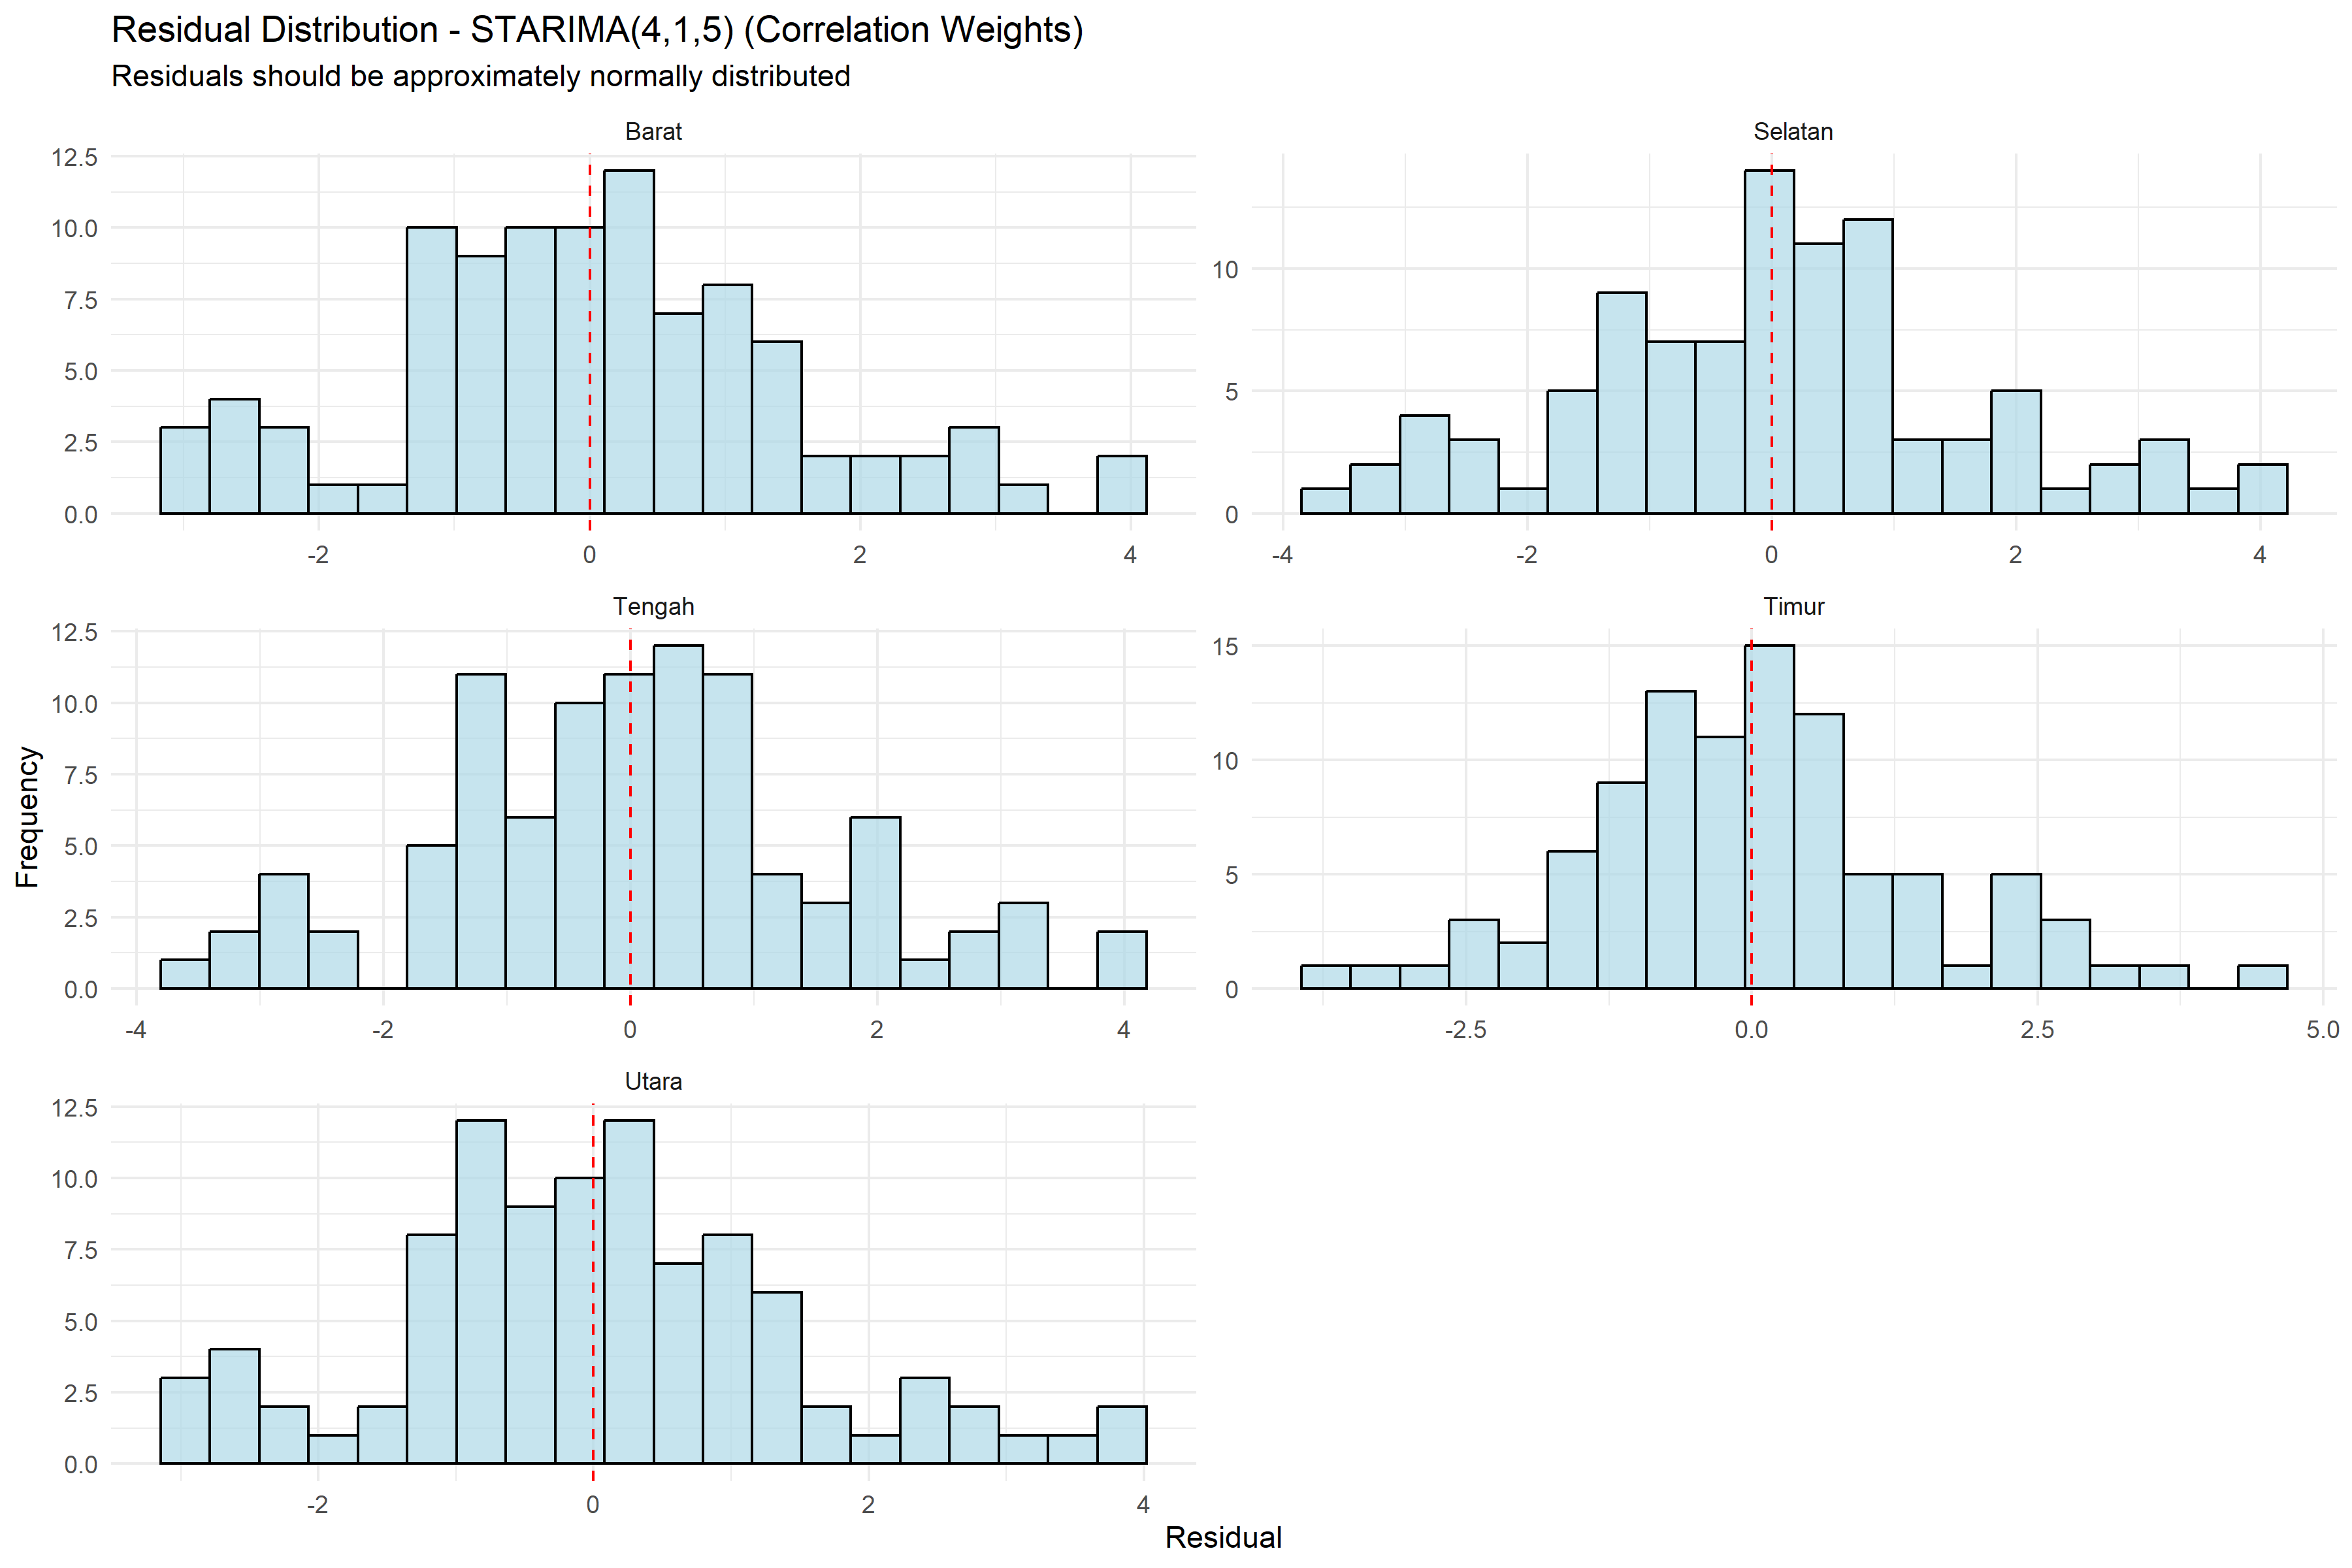 Residual Distribution - STARIMA(4,1,5) (Correlation Weights)
Residuals should be approximately normally distributed
Barat
12.5
10.0
7.5
5.0
2.5
0.0
-2 0 2 4
Selatan
10
5
0
-4 -2 0 2 4
Tengah
12.5
10.0
7.5
5.0
2.5
0.0
-4 -2 0 2 4
Timur
15
10
5
0
-2.5 0.0 2.5 5.0
Utara
12.5
10.0
7.5
5.0
2.5
0.0
-2 0 2 4
Frequency
Residual